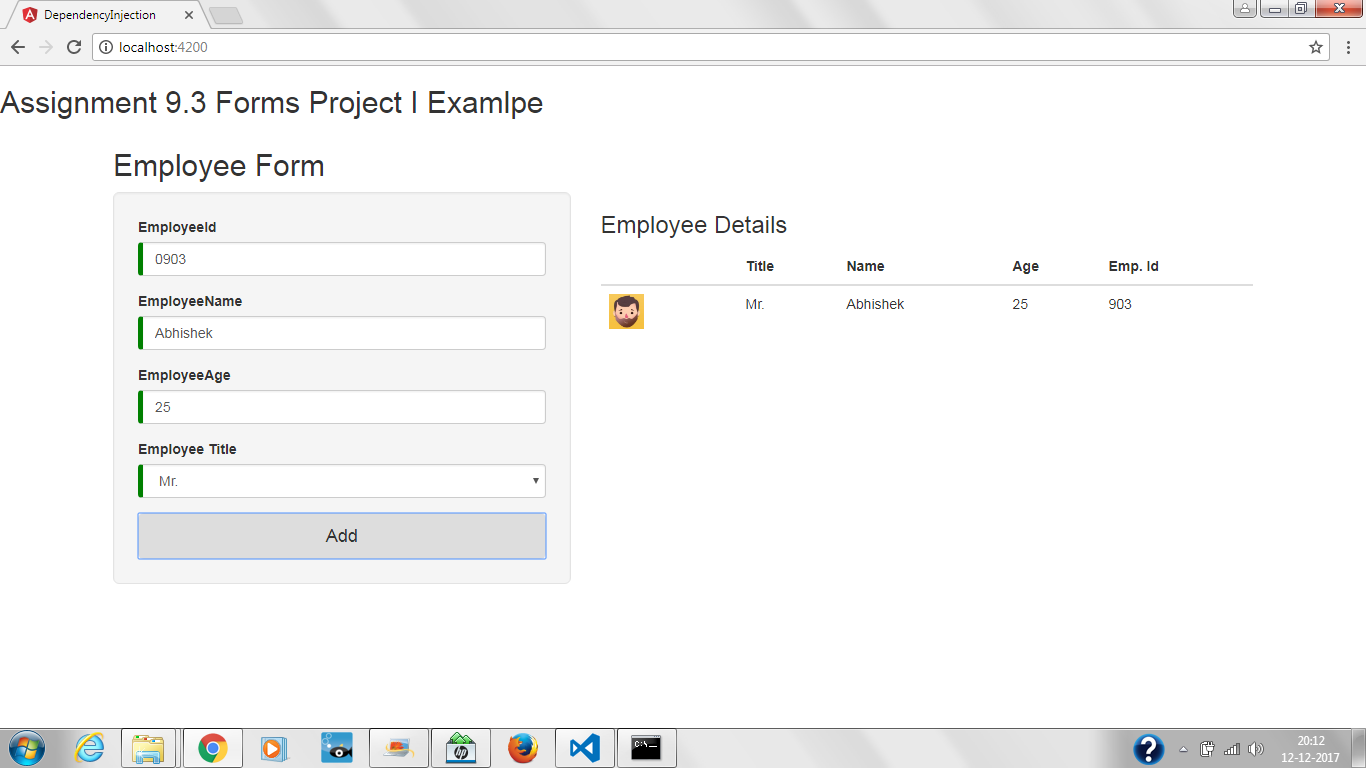 DependencyInjection
localhost:4200
Assignment 9.3 Forms Project I Examlpe
Employee Form
EmployeeId
0903
EmployeeName
Abhishek
EmployeeAge
25
Employee Title
Mr.
Add
Employee Details
Title Name Age Emp. Id
Mr. Abhishek 25 903
hp
C:\
20:12
12-12-2017